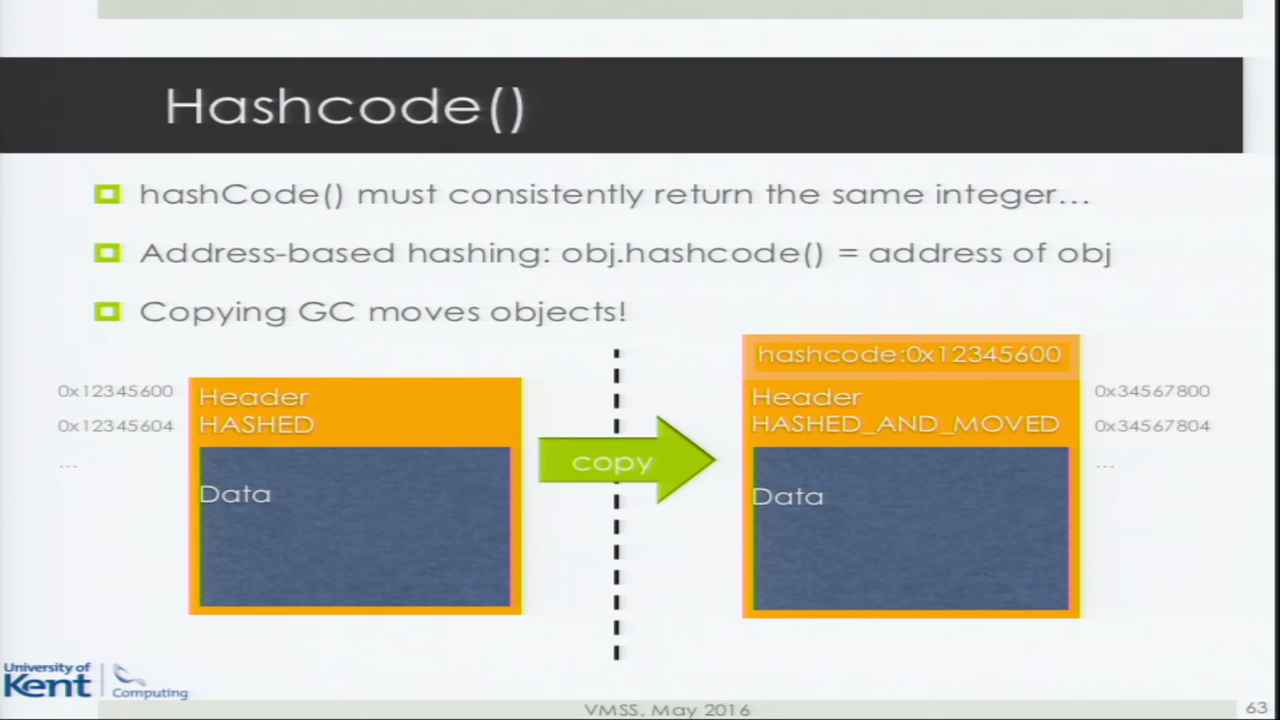 Hashcode()
hashCode() must consistently return the same integer...
Address-based hashing: obj.hashcode() = address of obj
Copying GC moves objects!
hashcode:0x12345600
0x12345600
Header
0x12345604
HASHED
...
Data
copy
Header
0x34567800
HASHED_AND_MOVED
0x34567804
...
Data
University of
Kent
Computing
VMSS, May 2016
63